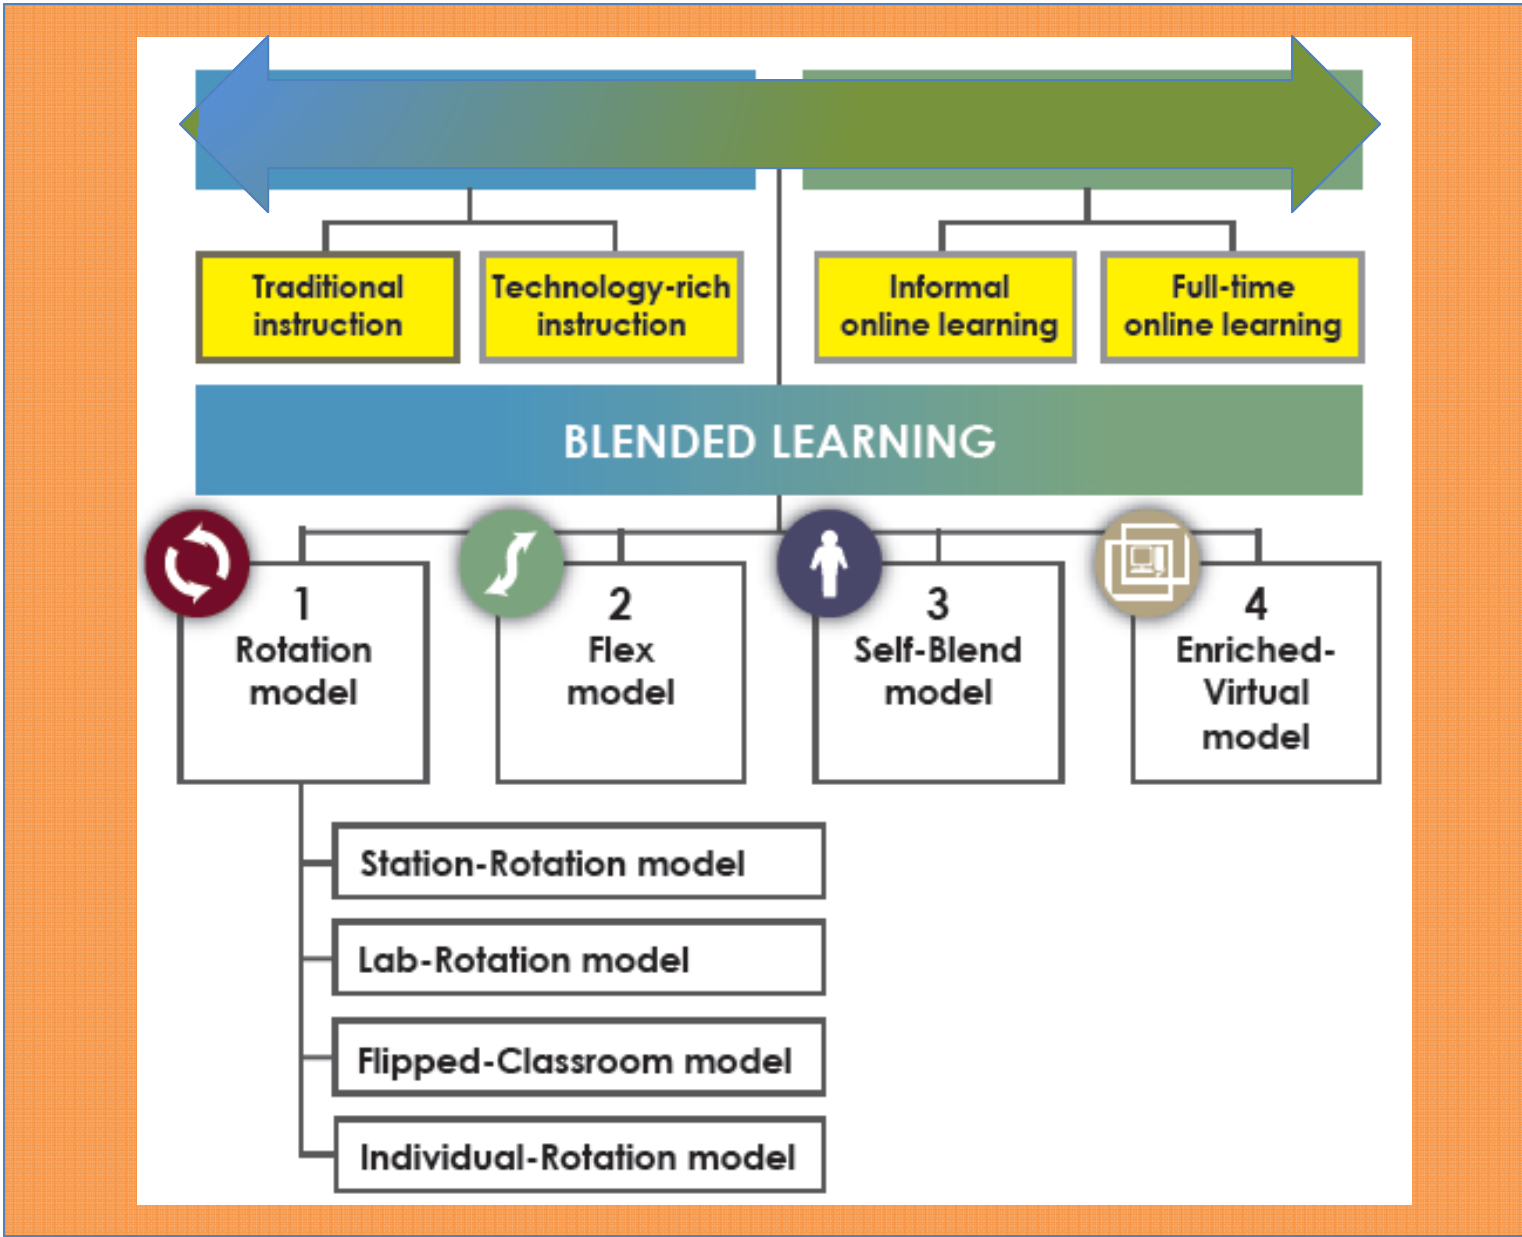 Traditional
instruction
Technology-rich
instruction
Informal
online learning
Full-time
online learning
BLENDED LEARNING
1
Rotation
model
2
Flex
model
3
Self-Blend
model
4
Enriched-
Virtual
model
Station-Rotation model
Lab-Rotation model
Flipped-Classroom model
Individual-Rotation model